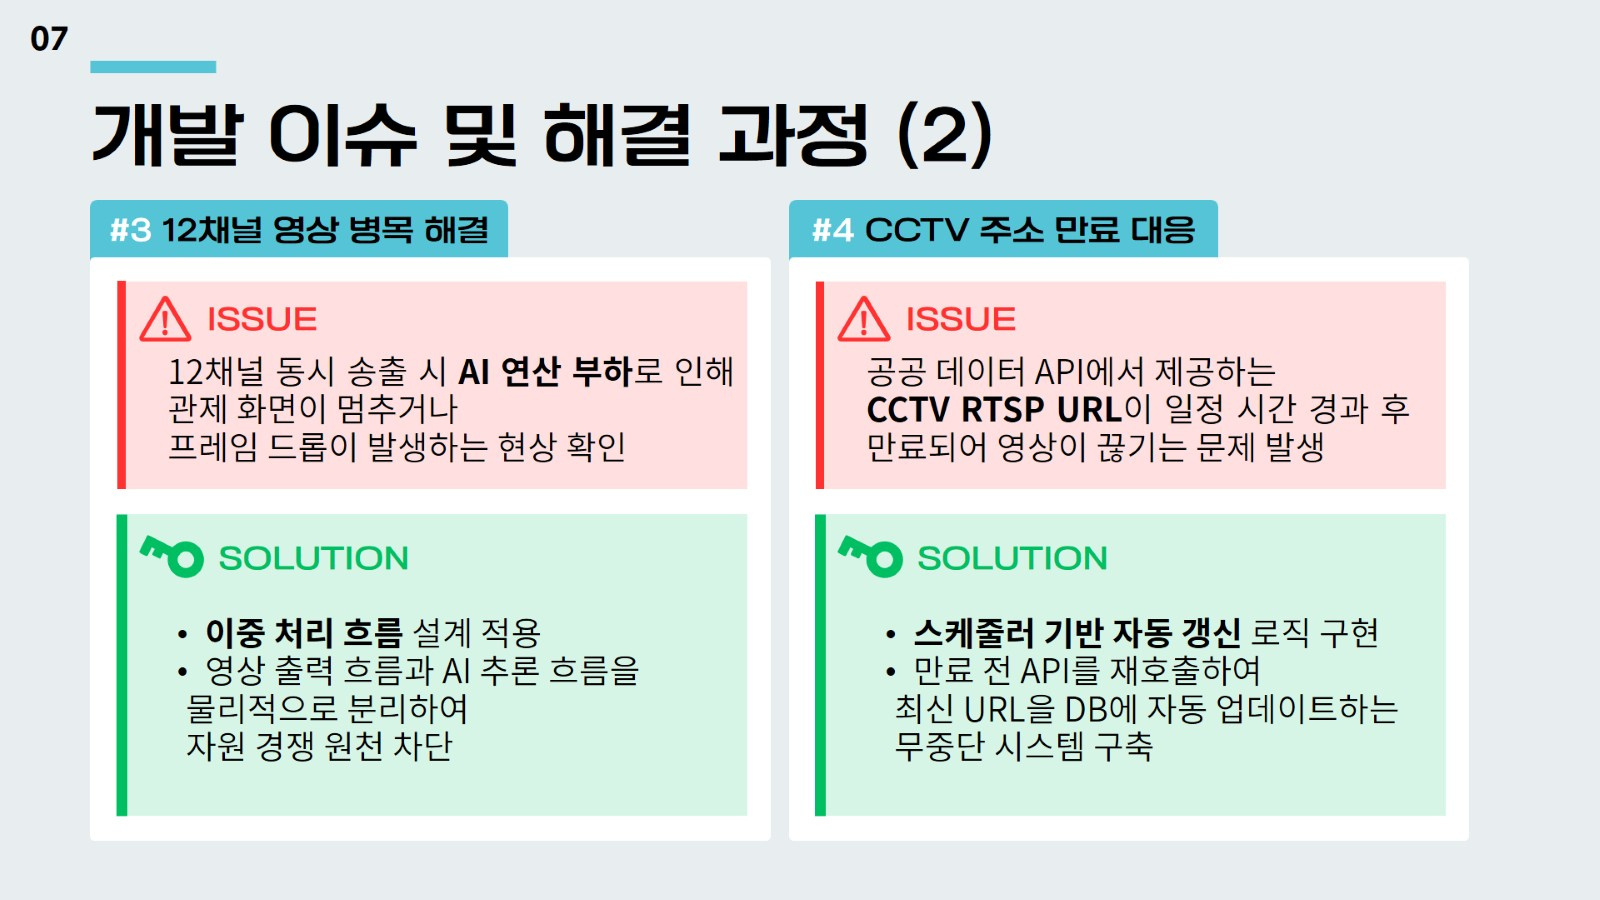 07
개발 이슈 및 해결 과정 (2)
#3 12채널 영상 병목 해결
ISSUE
12채널 동시 송출 시 AI 연산 부하로 인해
관제 화면이 멈추거나
프레임 드롭이 발생하는 현상 확인
SOLUTION
• 이중 처리 흐름 설계 적용
• 영상 출력 흐름과 AI 추론 흐름을
물리적으로 분리하여
자원 경쟁 원천 차단
#4 CCTV 주소 만료 대응
ISSUE
공공 데이터 API에서 제공하는
CCTV RTSP URL이 일정 시간 경과 후
만료되어 영상이 끊기는 문제 발생
SOLUTION
• 스케줄러 기반 자동 갱신 로직 구현
• 만료 전 API를 재호출하여
최신 URL을 DB에 자동 업데이트하는
무중단 시스템 구축